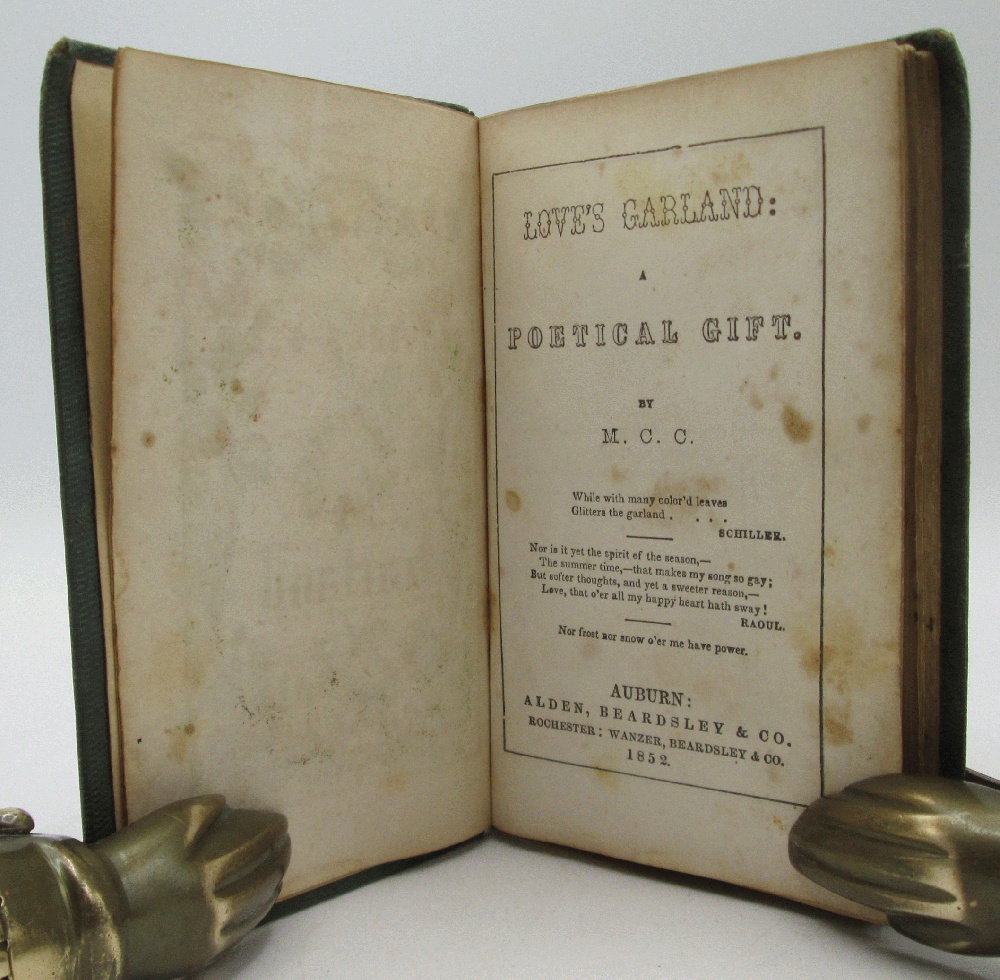 LOVE'S GARLAND:
A
POETICAL GIFT.
BY
M. C. C.
While with many color'd leaves
Glitters the garland . . . .
SCHILLER.
Nor is it yet the spirit of the season,—
The summer time,—that makes my song so gay;
But softer thoughts, and yet a sweeter reason,—
Love, that o'er all my happy heart hath sway!
RAOUL.
Nor frost nor snow o'er me have power.
AUBURN:
ALDEN, BEARDSLEY & CO.
ROCHESTER: WANZER, BEARDSLEY & CO.
1852.